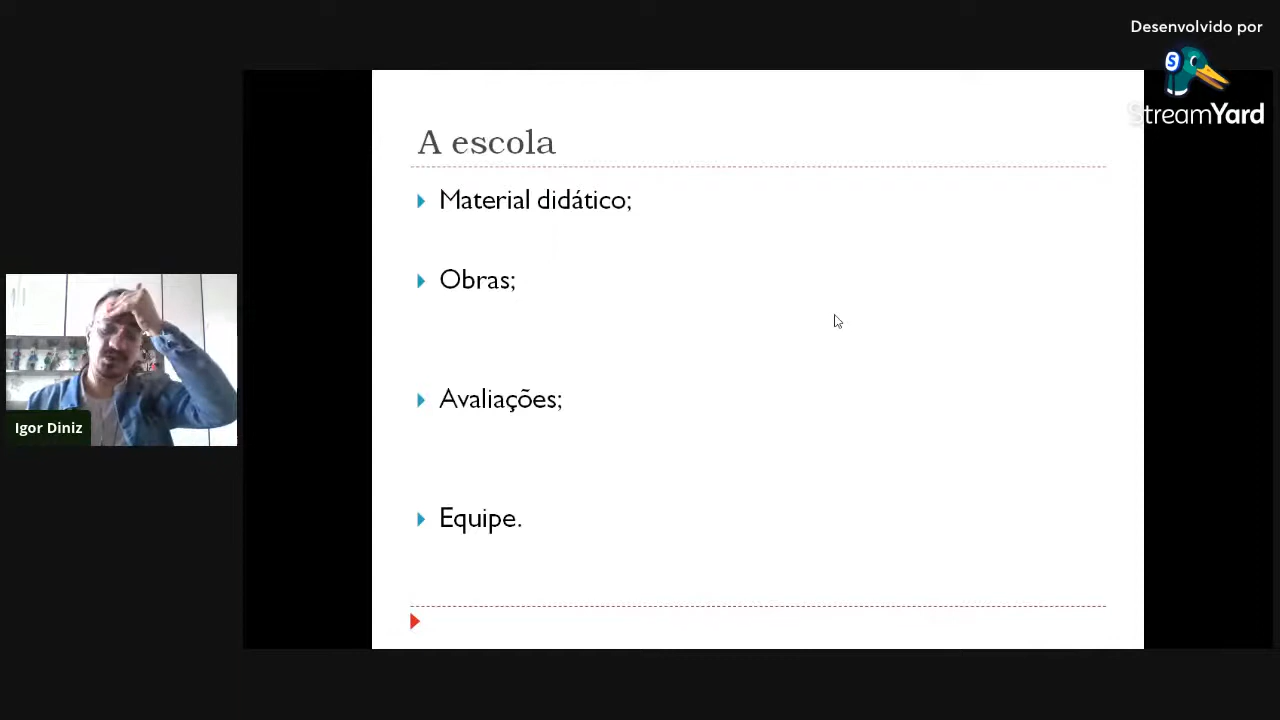 Desenvolvido por
StreamYard
A escola
Material didático;
Obras;
Avaliações;
Equipe.
Igor Diniz